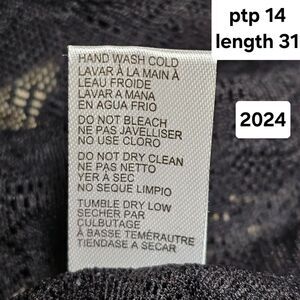 ptp 14
length 31
2024
HAND WASH COLD
LAVAR À LA MAIN À
LEAU FROIDE
LAVAR A MANA
EN AGUA FRIO
DO NOT BLEACH
NE PAS JAVELLISER
NO USE CLORO
DO NOT DRY CLEAN
NE PAS NETTO
YER À SEC
NO SEQUE LIMPIO
TUMBLE DRY LOW
SECHER PAR
CULBUTAGE
À BASSE TEMÉRAUTRE
TIENDASE A SECAR